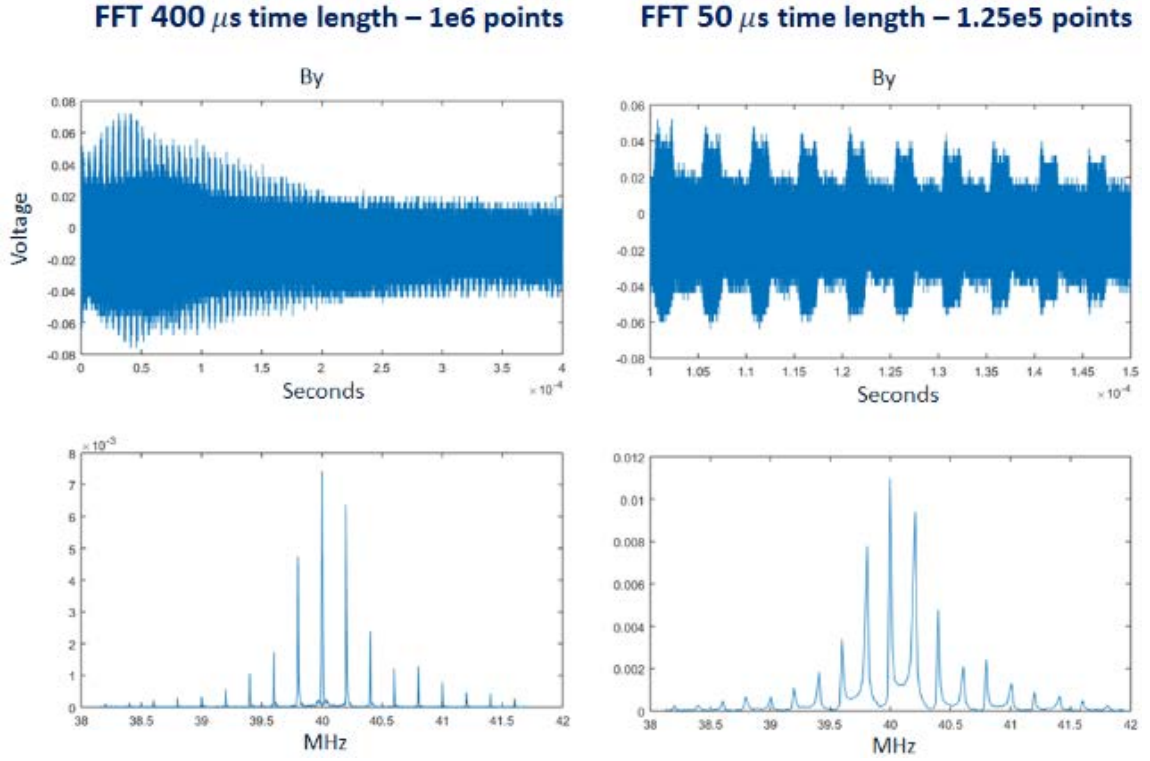 FFT 400 μs time length – 1e6 points
FFT 50 μs time length – 1.25e5 points
By
By
Voltage
0.08
0.06
0.04
0.02
0
-0.02
-0.04
-0.06
-0.08
0 0.5 1 1.5 2 2.5 3 3.5 4
Seconds
× 10⁻⁴
0.06
0.04
0.02
0
-0.02
-0.04
-0.06
-0.08
1 1.05 1.1 1.15 1.2 1.25 1.3 1.35 1.4 1.45 1.5
Seconds
× 10⁻⁴
× 10⁻³
8
7
6
5
4
3
2
1
0
38 38.5 39 39.5 40 40.5 41 41.5 42
MHz
0.012
0.01
0.008
0.006
0.004
0.002
0
38 38.5 39 39.5 40 40.5 41 41.5 42
MHz